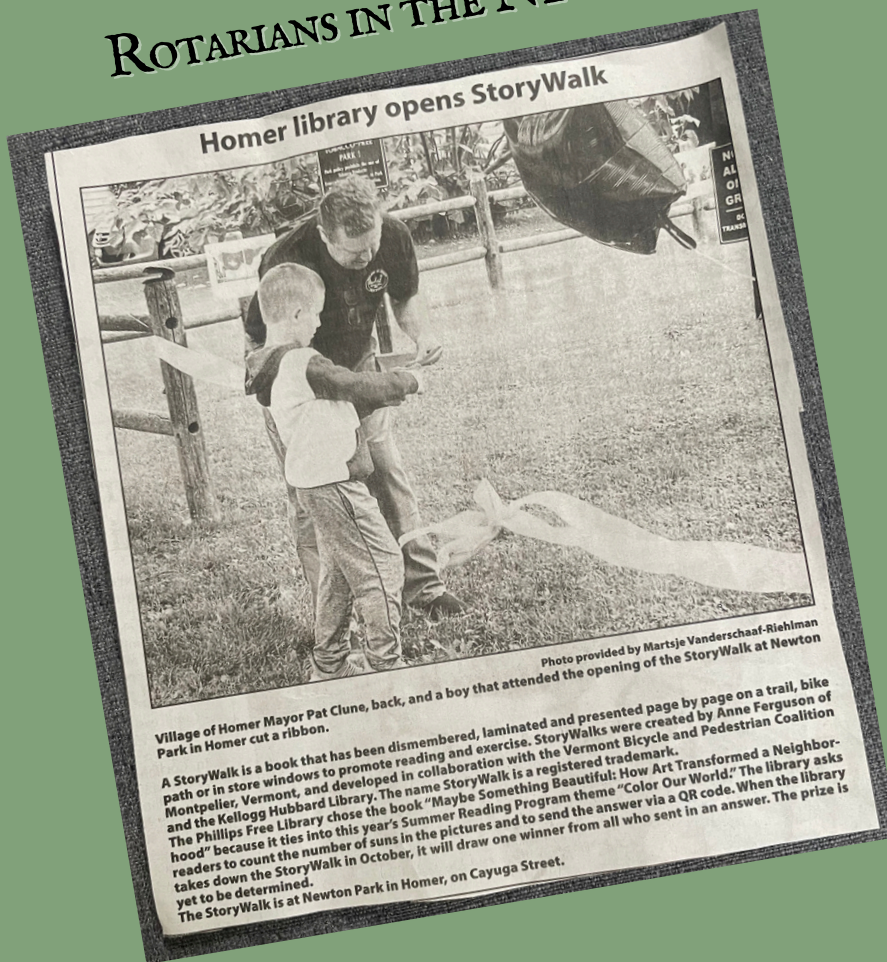 ROTARIANS IN THE
Homer library opens StoryWalk
PARK
Photo provided by Martsje Vanderschaaf-Riehlman
Village of Homer Mayor Pat Clune, back, and a boy that attended the opening of the StoryWalk at Newton
Park in Homer cut a ribbon.
A StoryWalk is a book that has been dismembered, laminated and presented page by page on a trail, bike
path or in store windows to promote reading and exercise. StoryWalks were created by Anne Ferguson of
Montpelier, Vermont, and developed in collaboration with the Vermont Bicycle and Pedestrian Coalition
and the Kellogg Hubbard Library. The name StoryWalk is a registered trademark.
The Phillips Free Library chose the book "Maybe Something Beautiful: How Art Transformed a Neighbor-
hood" because it ties into this year's Summer Reading Program theme "Color Our World." The library asks
readers to count the number of suns in the pictures and to send the answer via a QR code. When the library
takes down the StoryWalk in October, it will draw one winner from all who sent in an answer. The prize is
yet to be determined.
The StoryWalk is at Newton Park in Homer, on Cayuga Street.